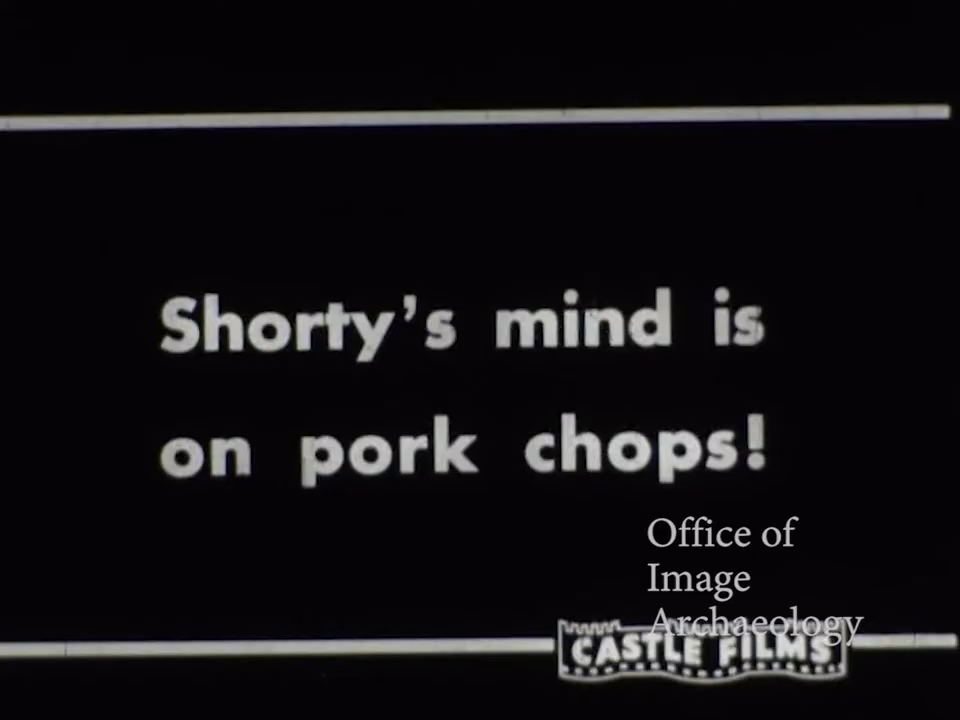 Shorty's mind is
on pork chops!
Office of
Image
Archaeology
CASTLE FILMS